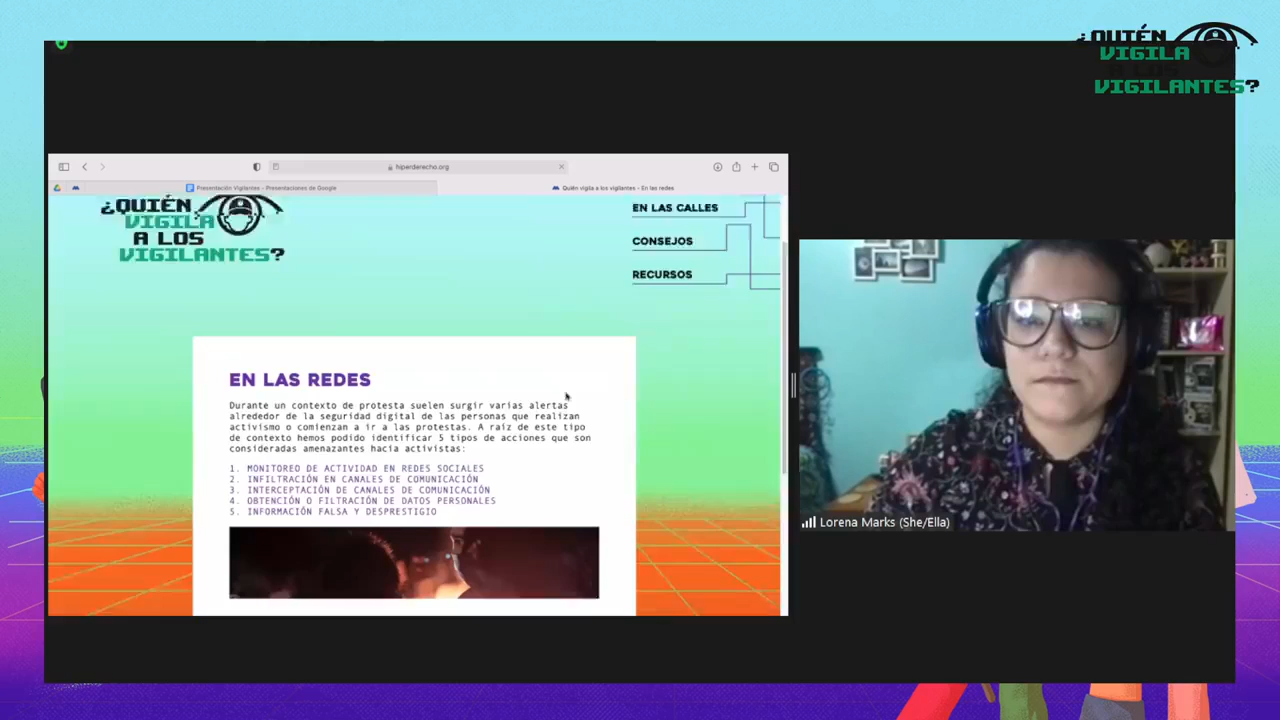 ¿QUIÉN
VIGILA
VIGILANTES?
hiperderecho.org
Presentación Vigilantes - Presentaciones de Google
Quién vigila a los vigilantes - En las redes
¿QUIÉN
VIGILA
A LOS
VIGILANTES?
EN LAS CALLES
CONSEJOS
RECURSOS
EN LAS REDES
Durante un contexto de protesta suelen surgir varias alertas
alrededor de la seguridad digital de las personas que realizan
activismo o comienzan a ir a las protestas. A raíz de este tipo
de contexto hemos podido identificar 5 tipos de acciones que son
consideradas amenazantes hacia activistas:
1. MONITOREO DE ACTIVIDAD EN REDES SOCIALES
2. INFILTRACIÓN EN CANALES DE COMUNICACIÓN
3. INTERCEPTACIÓN DE CANALES DE COMUNICACIÓN
4. OBTENCIÓN O FILTRACIÓN DE DATOS PERSONALES
5. INFORMACIÓN FALSA Y DESPRESTIGIO
Lorena Marks (She/Ella)